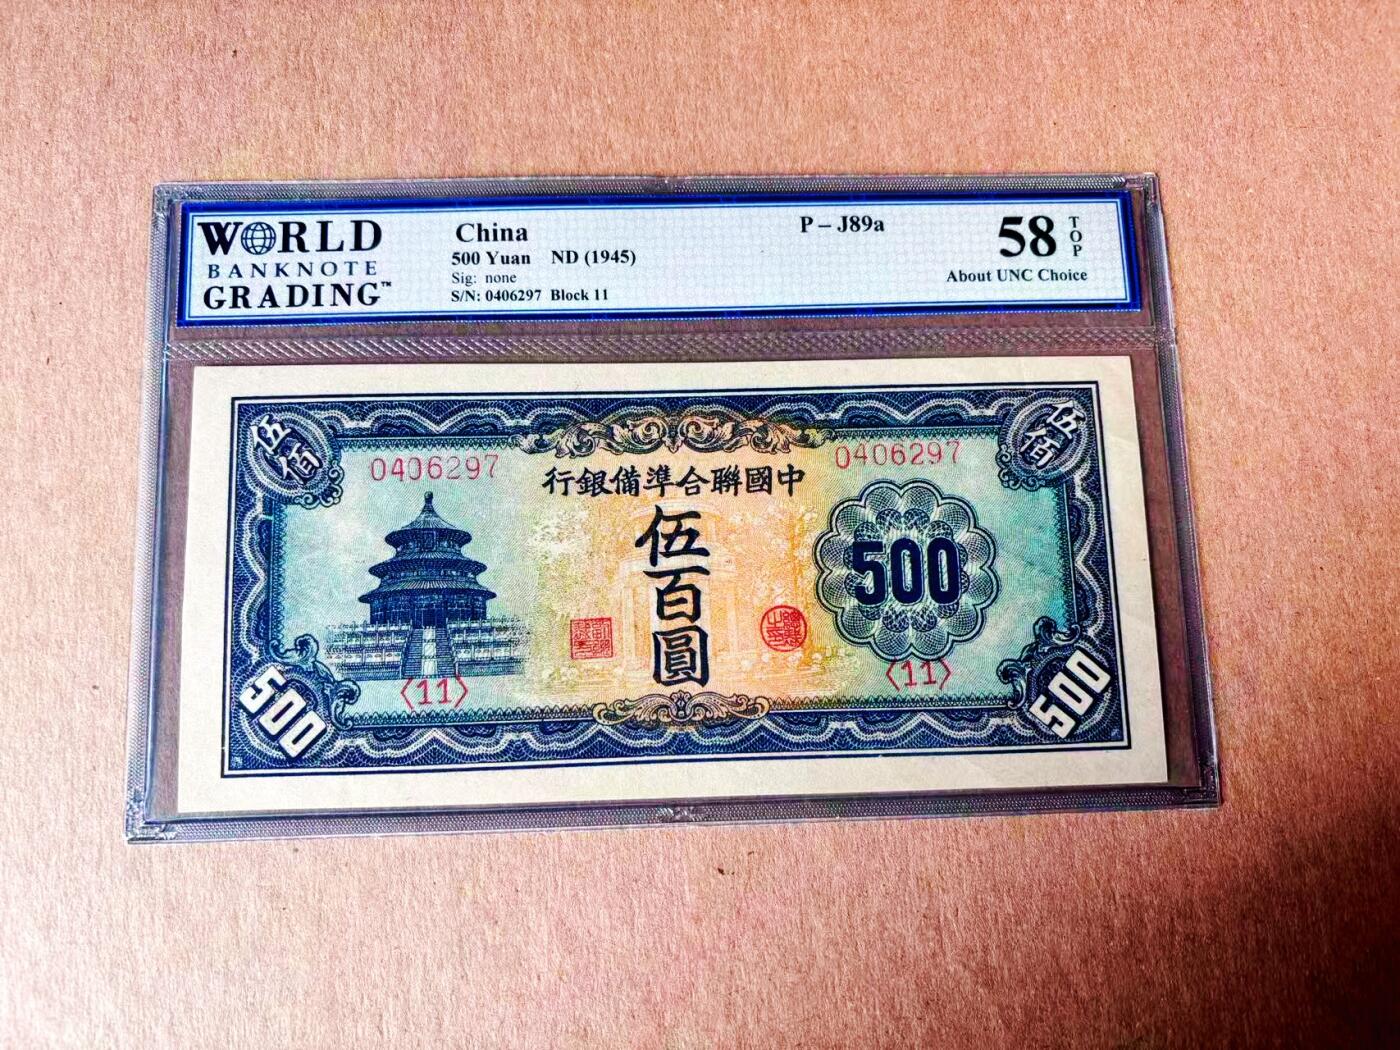 WORLD
BANKNOTE
GRADING™
China
500 Yuan ND (1945)
Sig: none
S/N: 0406297 Block 11
P – J89a
58
TOP
About UNC Choice
伍佰
伍佰
0406297
0406297
行銀備準合聯國中
伍百圓
500
〈11〉
〈11〉
500
500